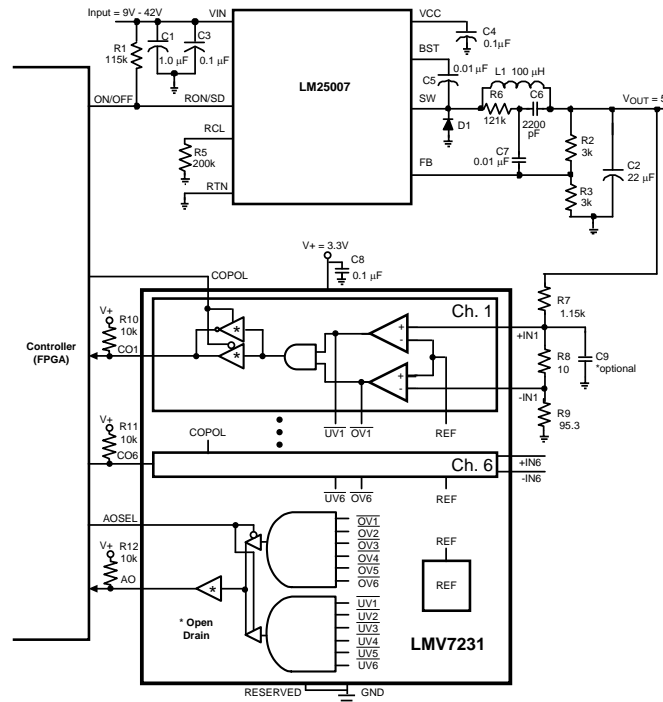 Input = 9V - 42V
VIN
VCC
C4
0.1µF
R1
115k
C1
1.0 µF
C3
0.1 µF
BST
0.01 µF
C5
L1 100 µH
LM25007
ON/OFF
RON/SD
SW
R6
121k
C6
2200
pF
VOUT = 5
D1
RCL
R5
200k
C7
0.01 µF
R2
3k
C2
22 µF
FB
RTN
R3
3k
V+ = 3.3V
C8
0.1 µF
COPOL
Ch. 1
R7
1.15k
V+
R10
10k
CO1
Controller
(FPGA)
*
*
+
-
+
-
+IN1
R8
10
C9
*optional
-IN1
R9
95.3
UV1
OV1
REF
V+
R11
10k
CO6
COPOL
Ch. 6
+IN6
-IN6
UV6
OV6
REF
AOSEL
V+
R12
10k
AO
*
* Open
Drain
OV1
OV2
OV3
OV4
OV5
OV6
UV1
UV2
UV3
UV4
UV5
UV6
REF
REF
LMV7231
RESERVED
GND